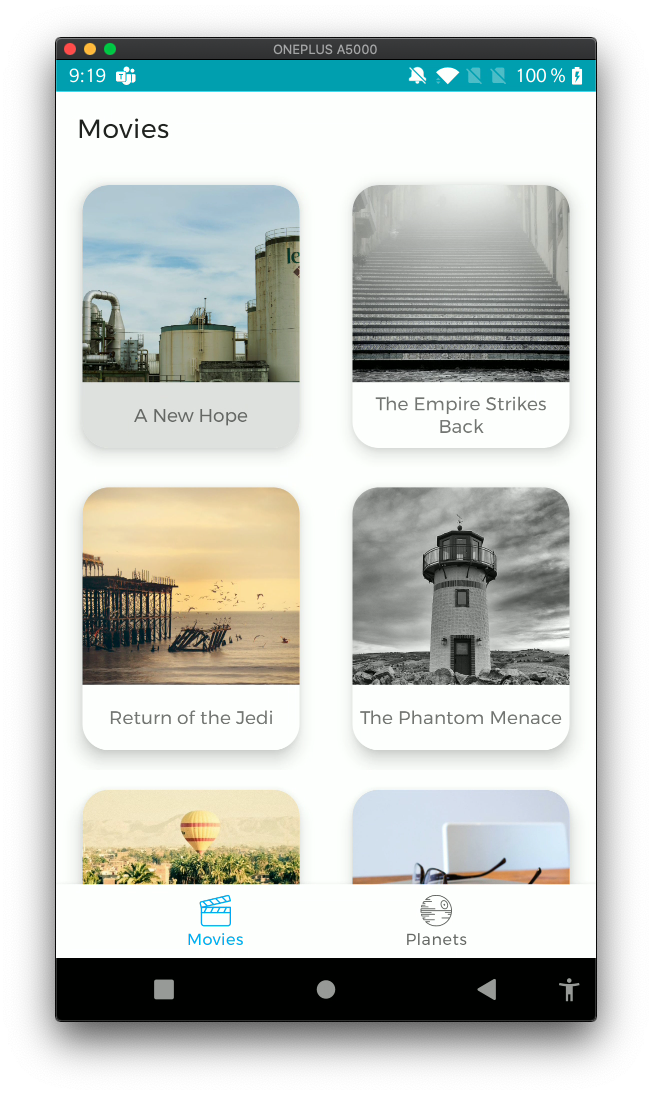 ONEPLUS A5000
9:19
100 %
Movies
A New Hope
The Empire Strikes
Back
Return of the Jedi
The Phantom Menace
Movies
Planets